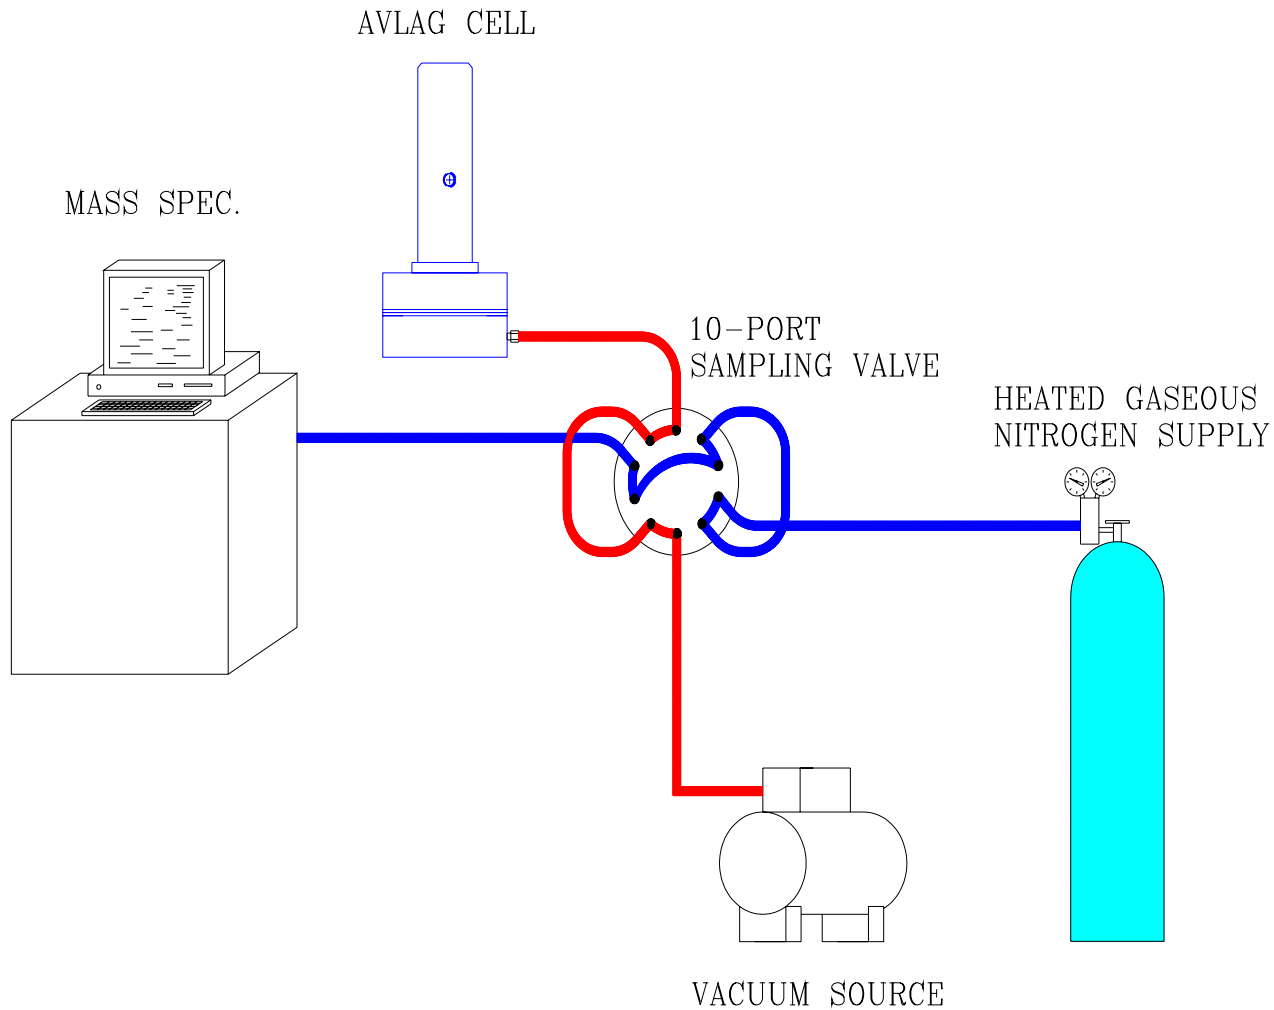 AVLAG CELL
MASS SPEC.
10-PORT
SAMPLING VALVE
HEATED GASEOUS
NITROGEN SUPPLY
VACUUM SOURCE